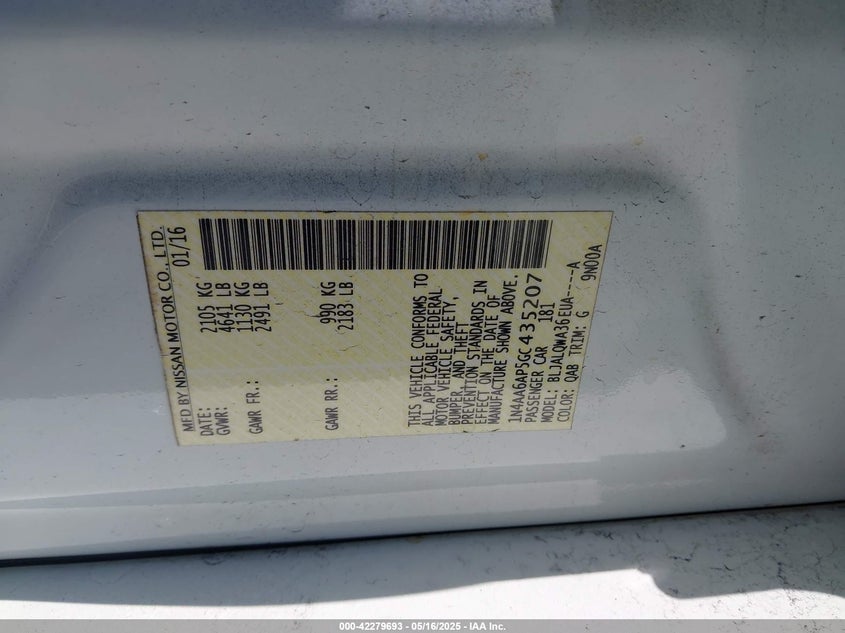 MFD BY NISSAN MOTOR CO., LTD.
DATE: 01/16
GVWR: 2105 KG
4641 LB
GAWR FR.: 1130 KG
2491 LB
GAWR RR.: 990 KG
2183 LB
THIS VEHICLE CONFORMS TO
ALL APPLICABLE FEDERAL
MOTOR VEHICLE SAFETY,
BUMPER, AND THEFT
PREVENTION STANDARDS IN
EFFECT ON THE DATE OF
MANUFACTURE SHOWN ABOVE.
1N4AA6AP5GC435207
PASSENGER CAR 181
MODEL: BLJALQWA36EUA-----A
COLOR: QAB TRIM: G 9N00A
000-42279693 - 05/16/2025 - IAA Inc.